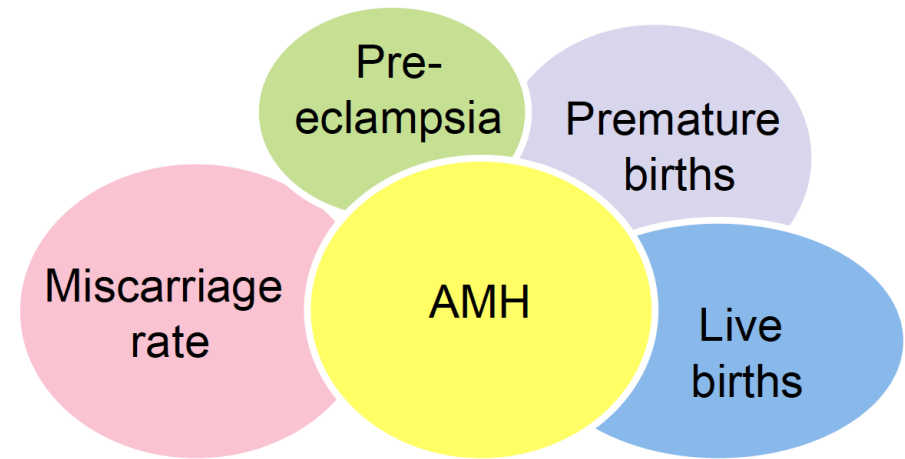 Pre-
eclampsia
Premature
births
Miscarriage
rate
AMH
Live
births